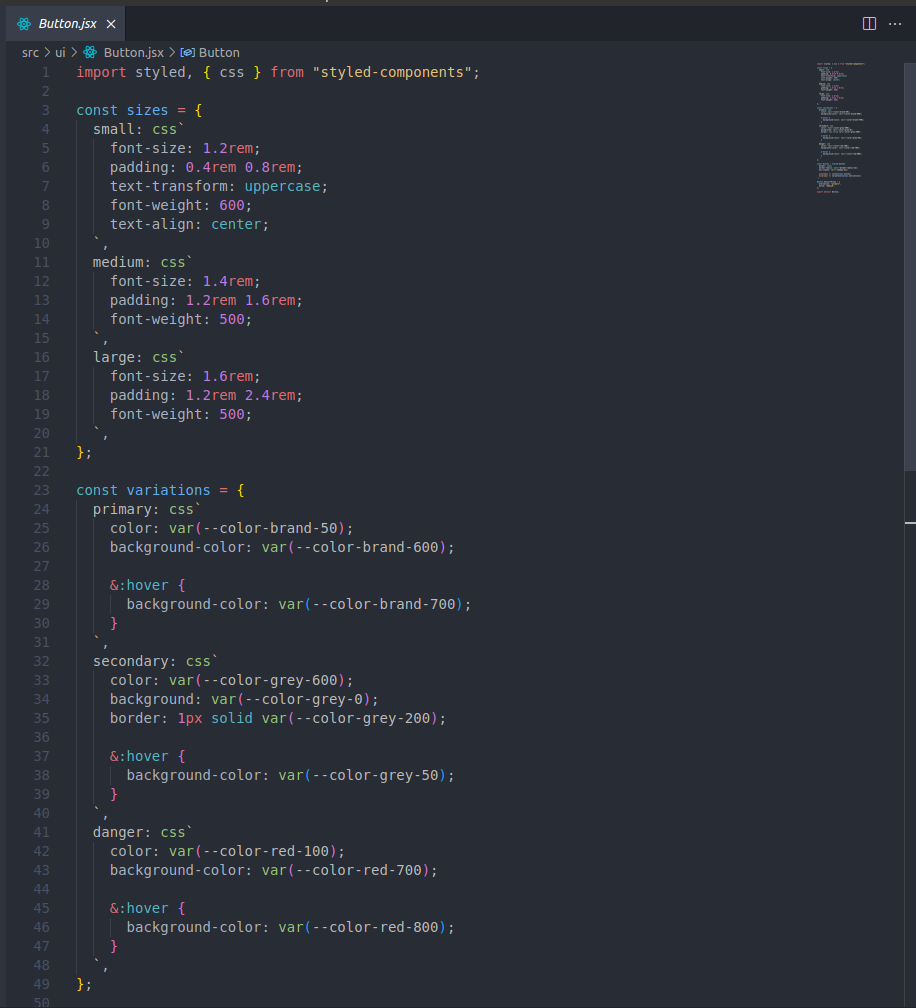 Button.jsx
src > ui > Button.jsx > Button
1 import styled, { css } from "styled-components";
2
3 const sizes = {
4   small: css`
5     font-size: 1.2rem;
6     padding: 0.4rem 0.8rem;
7     text-transform: uppercase;
8     font-weight: 600;
9     text-align: center;
10   `,
11   medium: css`
12     font-size: 1.4rem;
13     padding: 1.2rem 1.6rem;
14     font-weight: 500;
15   `,
16   large: css`
17     font-size: 1.6rem;
18     padding: 1.2rem 2.4rem;
19     font-weight: 500;
20   `,
21 };
22
23 const variations = {
24   primary: css`
25     color: var(--color-brand-50);
26     background-color: var(--color-brand-600);
27
28     &:hover {
29       background-color: var(--color-brand-700);
30     }
31   `,
32   secondary: css`
33     color: var(--color-grey-600);
34     background: var(--color-grey-0);
35     border: 1px solid var(--color-grey-200);
36
37     &:hover {
38       background-color: var(--color-grey-50);
39     }
40   `,
41   danger: css`
42     color: var(--color-red-100);
43     background-color: var(--color-red-700);
44
45     &:hover {
46       background-color: var(--color-red-800);
47     }
48   `,
49 };
50